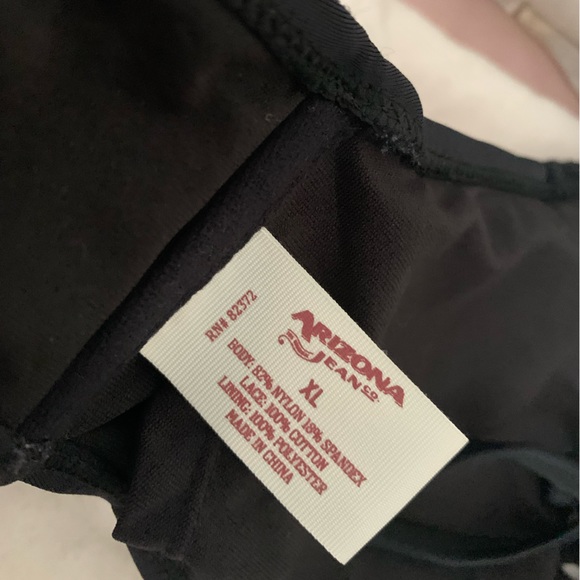 RN# 82372
ARIZONA
JEAN CO
XL
BODY: 82% NYLON 18% SPANDEX
LACE: 100% COTTON
LINING: 100% POLYESTER
MADE IN CHINA